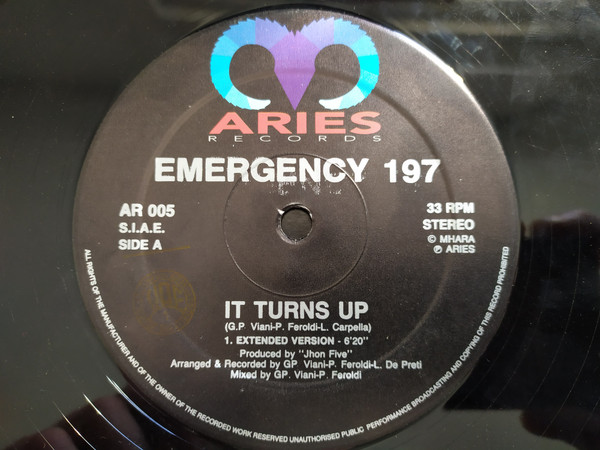 ARIES
RECORDS
EMERGENCY 197
AR 005
S.I.A.E.
SIDE A
33 RPM
STEREO
© MHARA
℗ ARIES
IT TURNS UP
(G.P. Viani-P. Feroldi-L. Carpella)
1. EXTENDED VERSION - 6'20''
Produced by "Jhon Five"
Arranged & Recorded by GP. Viani-P. Feroldi-L. De Preti
Mixed by GP. Viani-P. Feroldi
ALL RIGHTS OF THE MANUFACTURER AND OF THE OWNER OF THE RECORDED WORK RESERVED UNAUTHORISED PUBLIC PERFORMANCE BROADCASTING AND COPYING OF THIS RECORD PROHIBITED